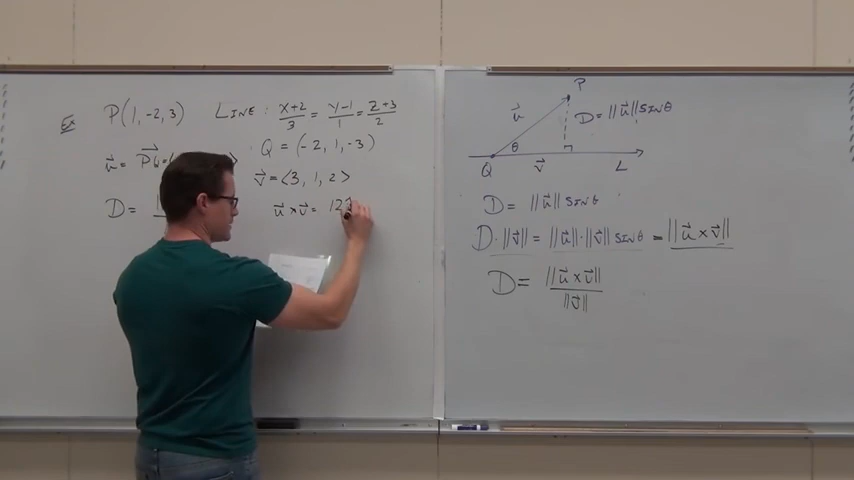 Ex P(1, -2, 3) LINE: X+2/3 = Y-1/1 = Z+3/2
Q = (-2, 1, -3)
u = PQ =
v = <3, 1, 2>
D =
u × v = 12
P
u
D = ||u|| SIN θ
θ
Q
v
L
D = ||u|| SIN θ
D · ||v|| = ||u|| · ||v|| SIN θ = ||u × v||
D = ||u × v|| / ||v||